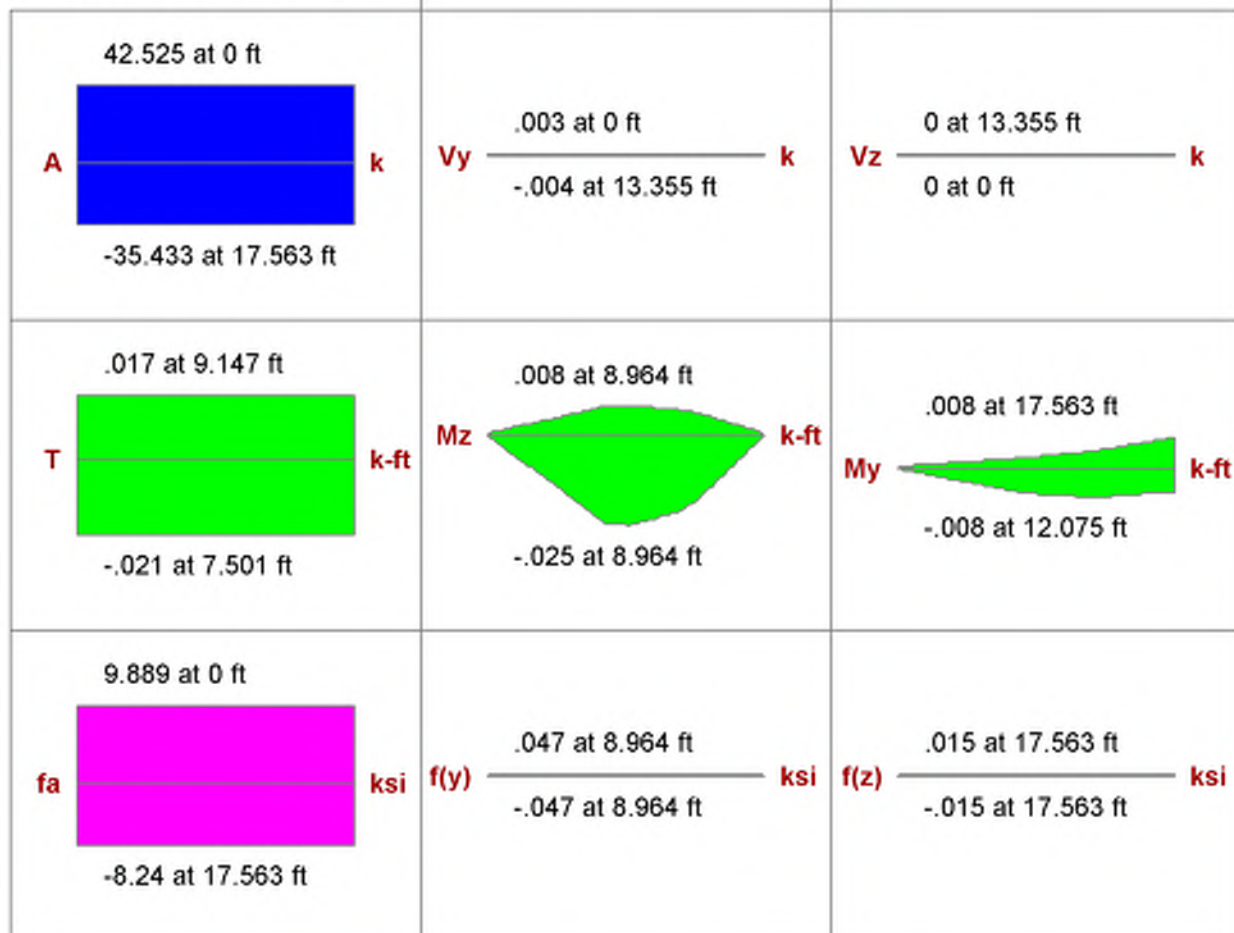 42.525 at 0 ft
A k
-35.433 at 17.563 ft
.003 at 0 ft
Vy k
-.004 at 13.355 ft
0 at 13.355 ft
Vz k
0 at 0 ft
.017 at 9.147 ft
T k-ft
-.021 at 7.501 ft
.008 at 8.964 ft
Mz k-ft
-.025 at 8.964 ft
.008 at 17.563 ft
My k-ft
-.008 at 12.075 ft
9.889 at 0 ft
fa ksi
-8.24 at 17.563 ft
.047 at 8.964 ft
f(y) ksi
-.047 at 8.964 ft
.015 at 17.563 ft
f(z) ksi
-.015 at 17.563 ft